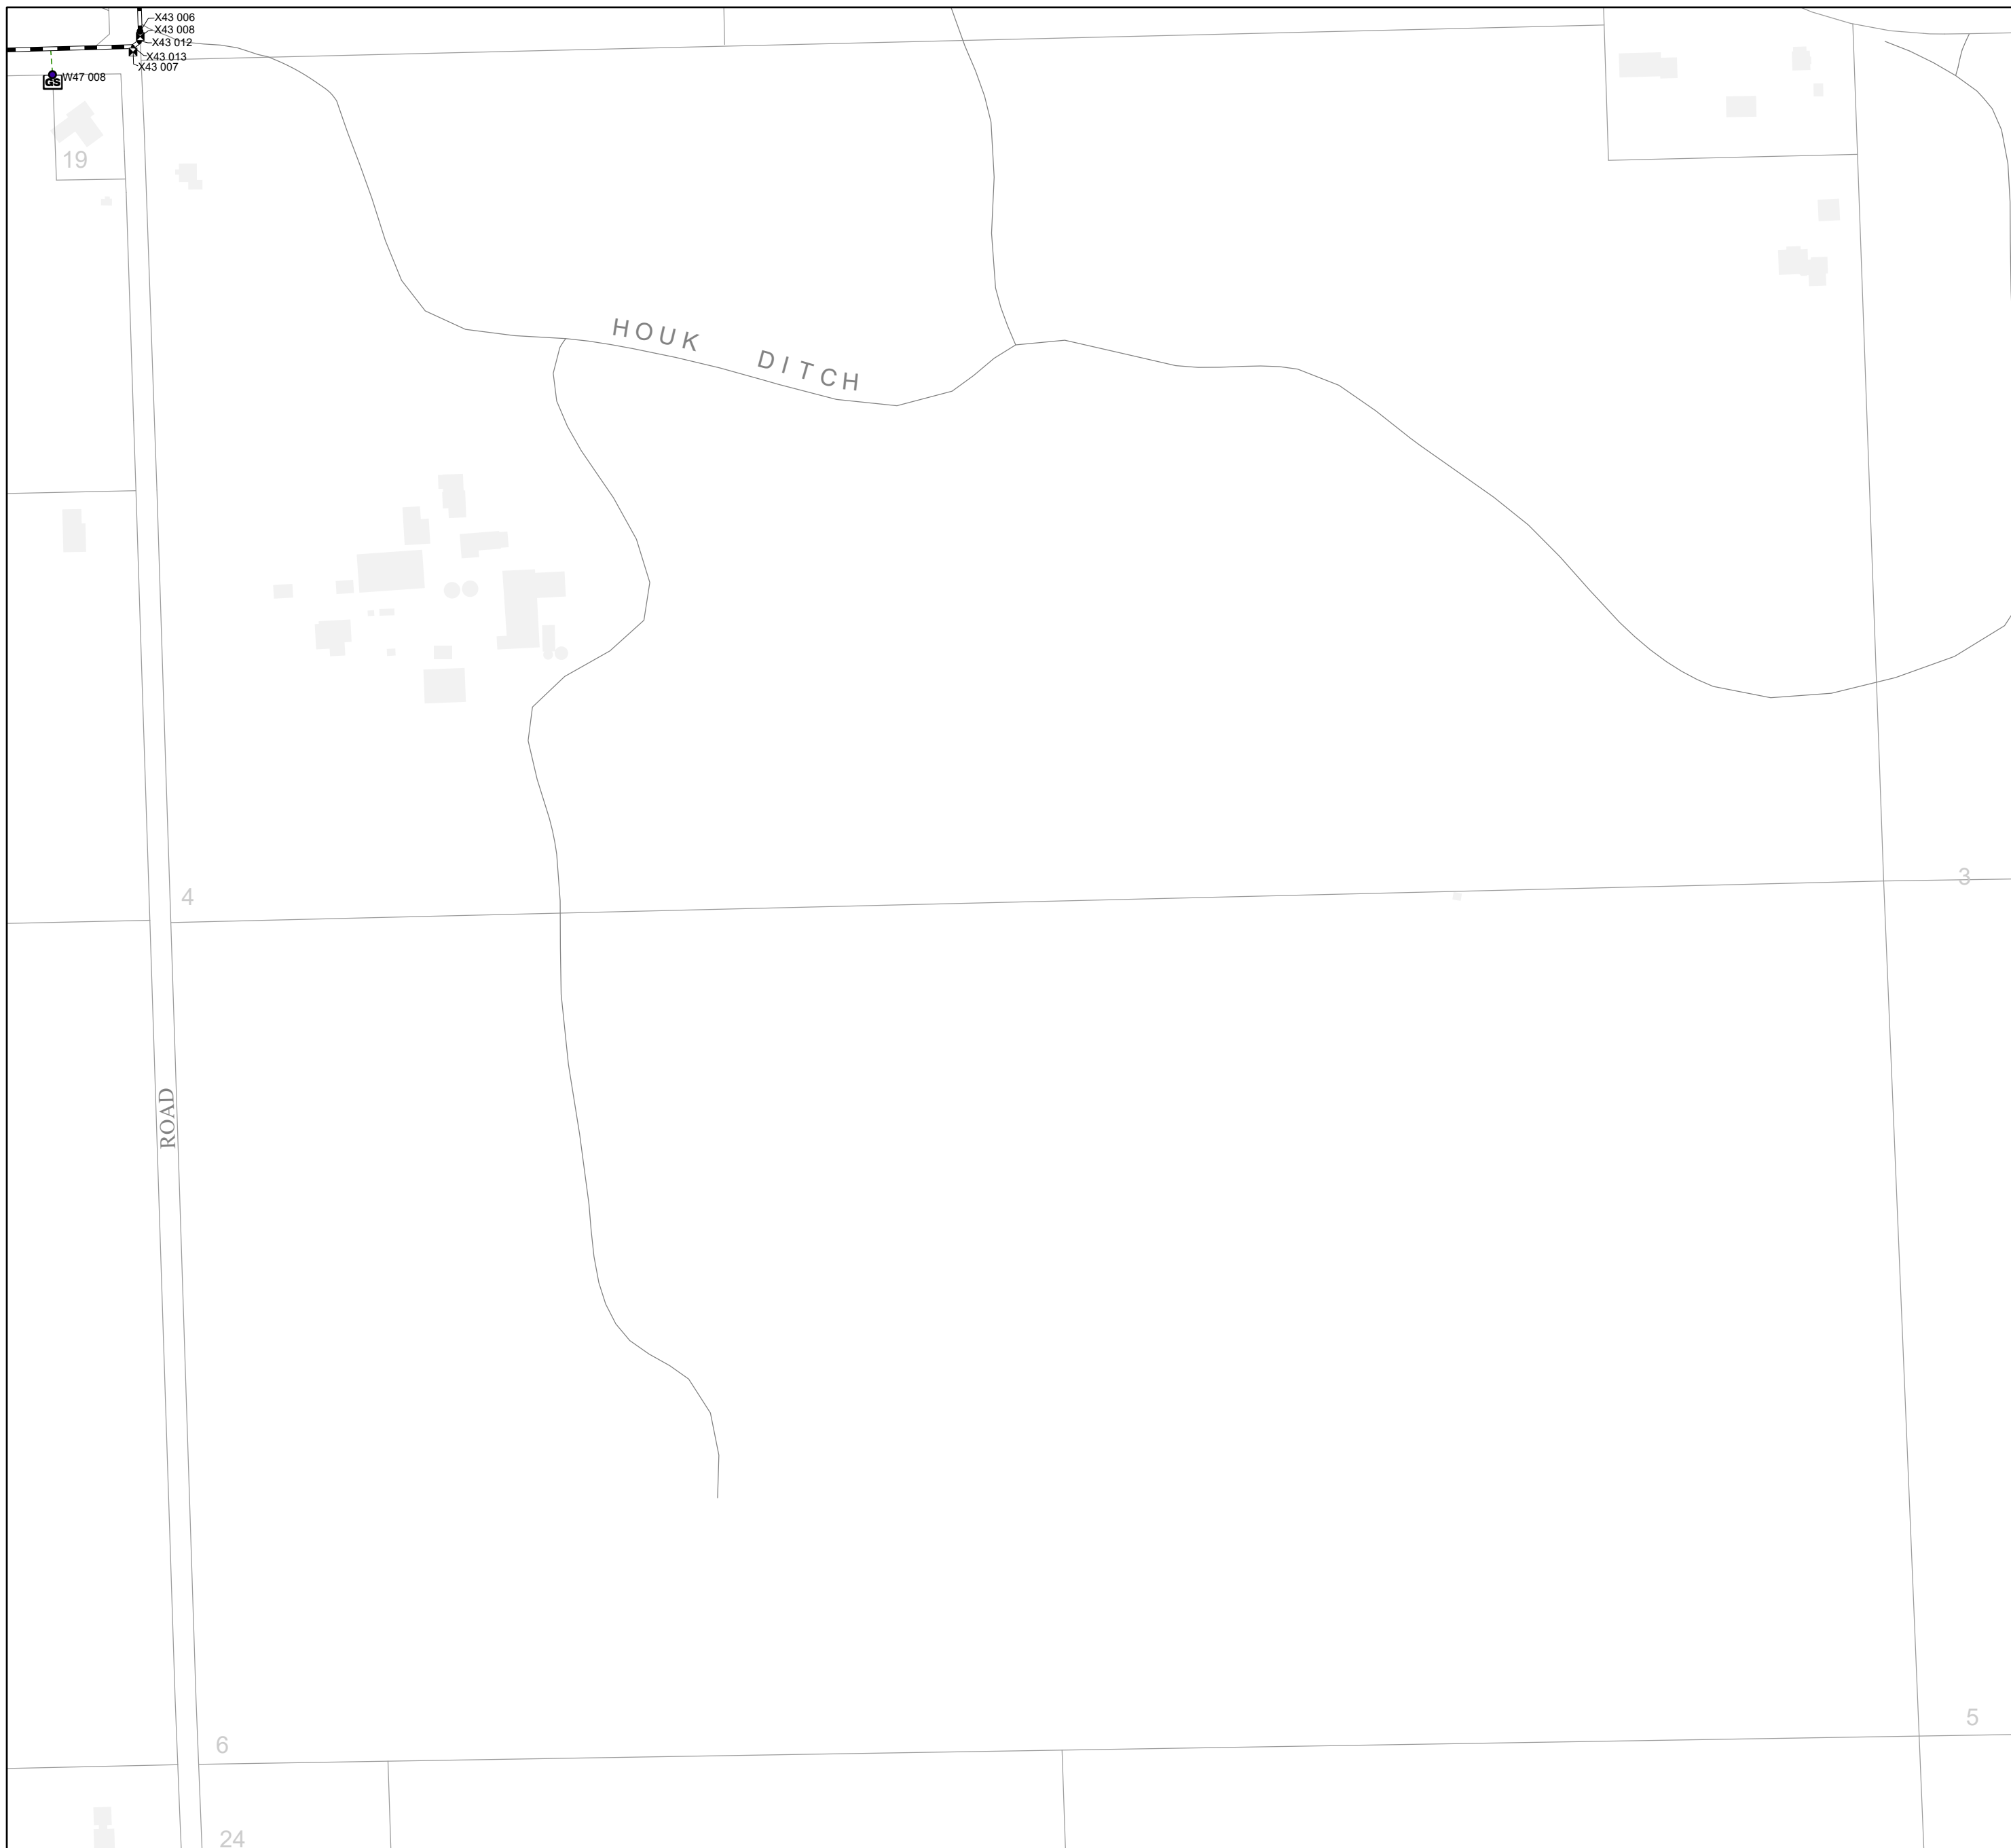 X43 006
X43 008
X43 012
X43 013
X43 007
W47 008
GS
19
HOUK DITCH
4
3
ROAD
6
5
24